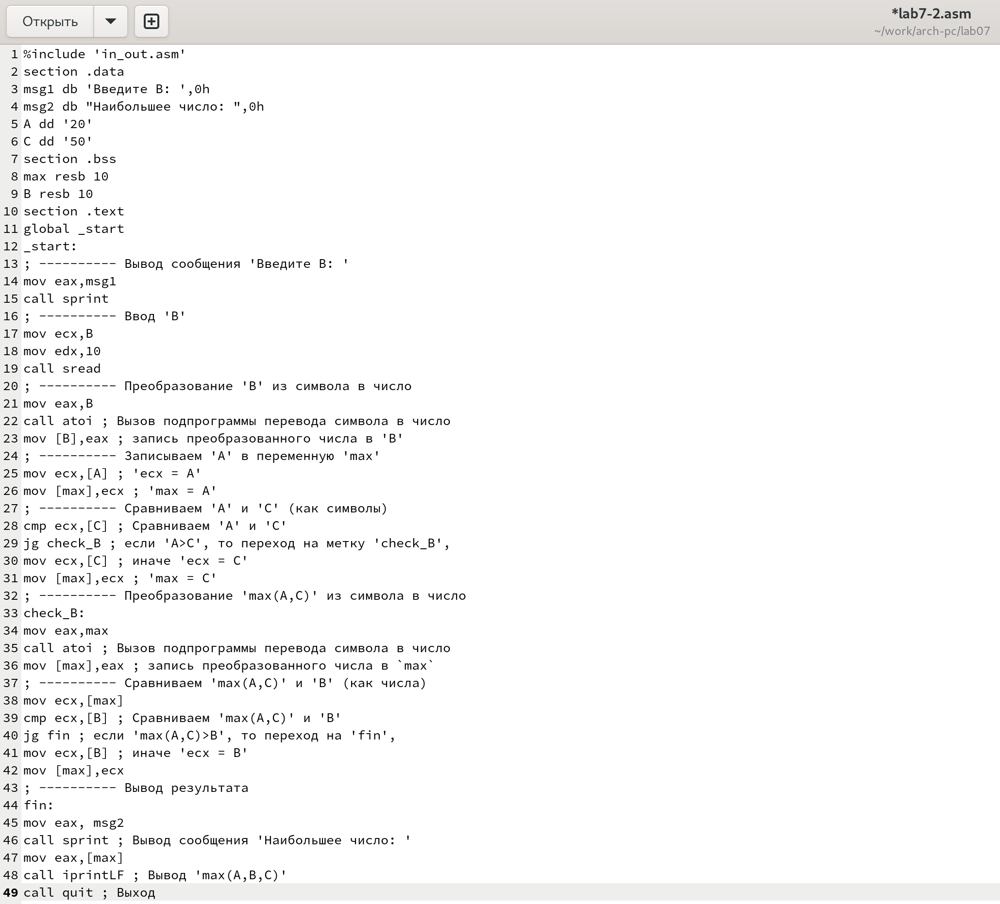 Открыть
*lab7-2.asm
~/work/arch-pc/lab07
1 %include 'in_out.asm'
2 section .data
3 msg1 db 'Введите B: ',0h
4 msg2 db "Наибольшее число: ",0h
5 A dd '20'
6 C dd '50'
7 section .bss
8 max resb 10
9 B resb 10
10 section .text
11 global _start
12 _start:
13 ; ---------- Вывод сообщения 'Введите B: '
14 mov eax,msg1
15 call sprint
16 ; ---------- Ввод 'B'
17 mov ecx,B
18 mov edx,10
19 call sread
20 ; ---------- Преобразование 'B' из символа в число
21 mov eax,B
22 call atoi ; Вызов подпрограммы перевода символа в число
23 mov [B],eax ; запись преобразованного числа в 'B'
24 ; ---------- Записываем 'A' в переменную 'max'
25 mov ecx,[A] ; 'ecx = A'
26 mov [max],ecx ; 'max = A'
27 ; ---------- Сравниваем 'A' и 'C' (как символы)
28 cmp ecx,[C] ; Сравниваем 'A' и 'C'
29 jg check_B ; если 'A>C', то переход на метку 'check_B',
30 mov ecx,[C] ; иначе 'ecx = C'
31 mov [max],ecx ; 'max = C'
32 ; ---------- Преобразование 'max(A,C)' из символа в число
33 check_B:
34 mov eax,max
35 call atoi ; Вызов подпрограммы перевода символа в число
36 mov [max],eax ; запись преобразованного числа в `max`
37 ; ---------- Сравниваем 'max(A,C)' и 'B' (как числа)
38 mov ecx,[max]
39 cmp ecx,[B] ; Сравниваем 'max(A,C)' и 'B'
40 jg fin ; если 'max(A,C)>B', то переход на 'fin',
41 mov ecx,[B] ; иначе 'ecx = B'
42 mov [max],ecx
43 ; ---------- Вывод результата
44 fin:
45 mov eax, msg2
46 call sprint ; Вывод сообщения 'Наибольшее число: '
47 mov eax,[max]
48 call iprintLF ; Вывод 'max(A,B,C)'
49 call quit ; Выход